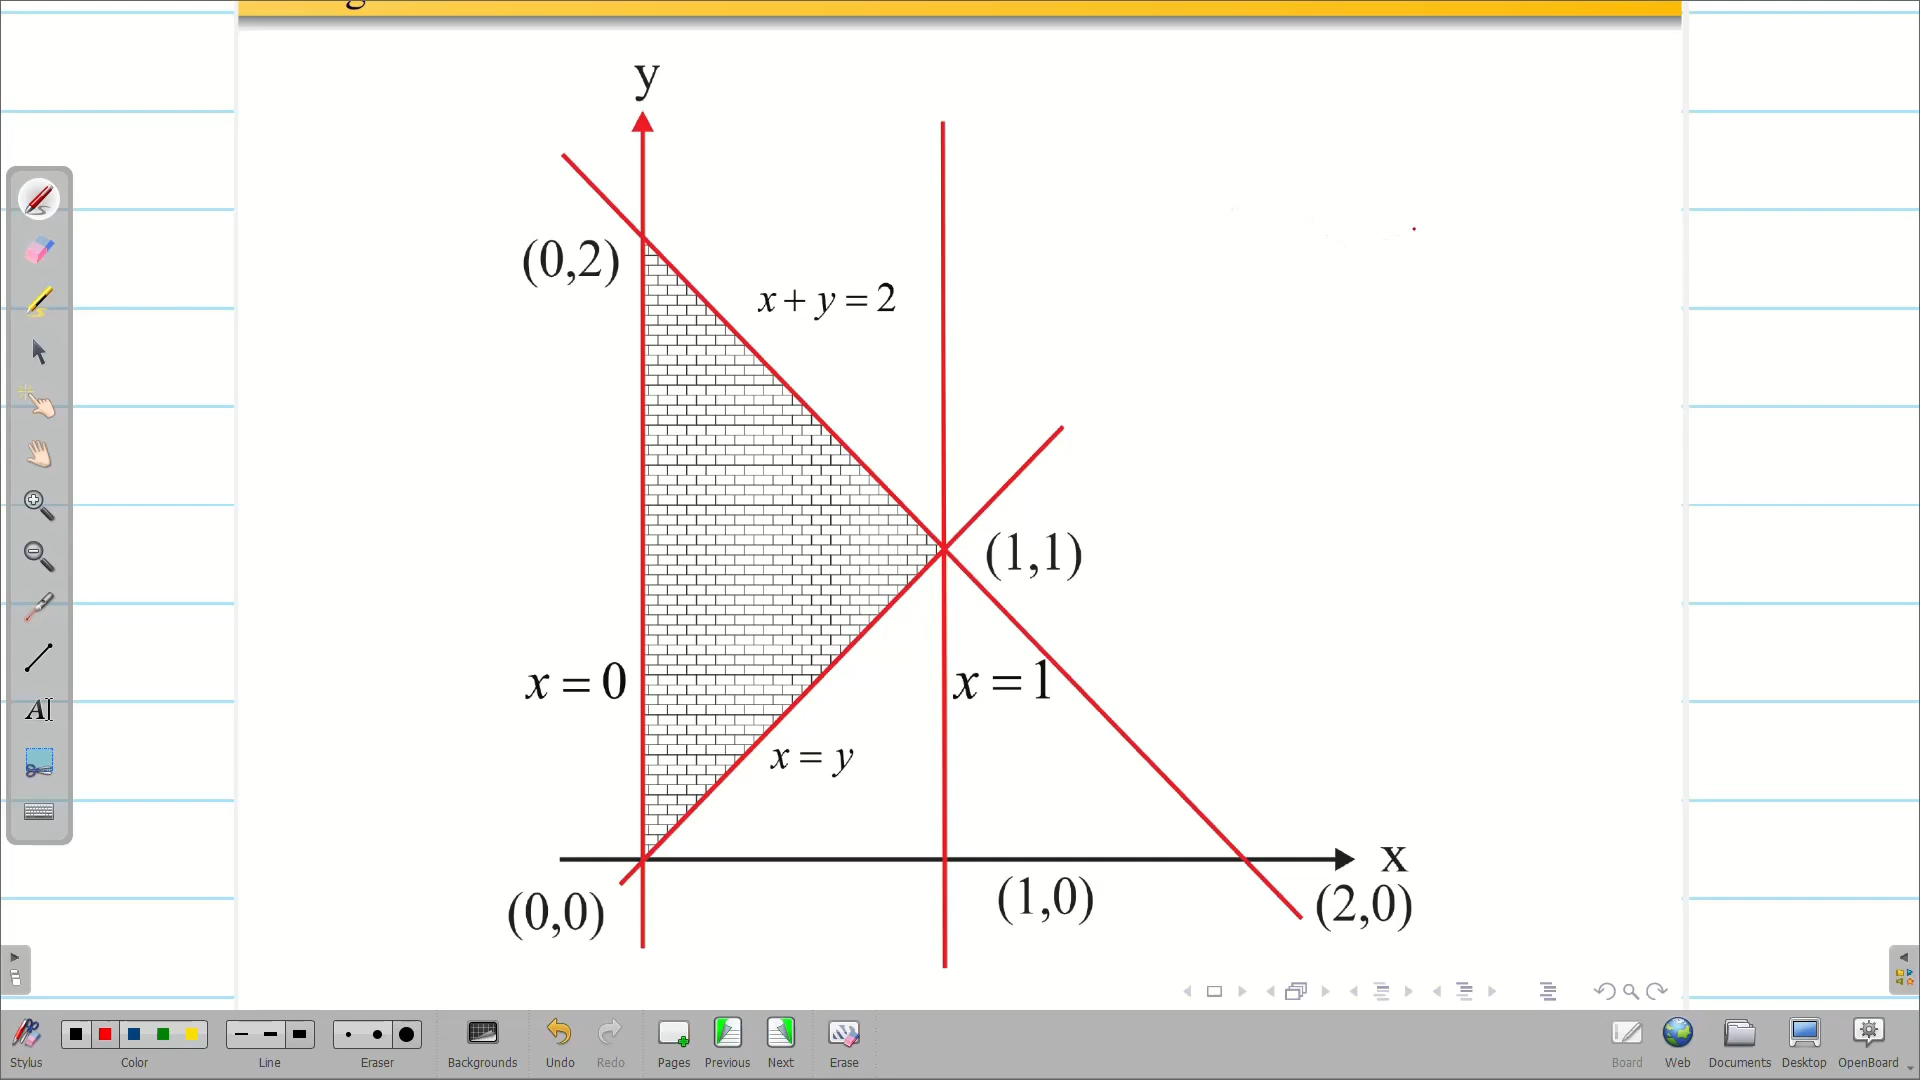 y
(0,2)
x + y = 2
(1,1)
x = 0
x = 1
x = y
x
(0,0)
(1,0)
(2,0)
A
Stylus
Color
Line
Eraser
Backgrounds
Undo
Redo
Pages
Previous
Next
Erase
Board
Web
Documents
Desktop
OpenBoard